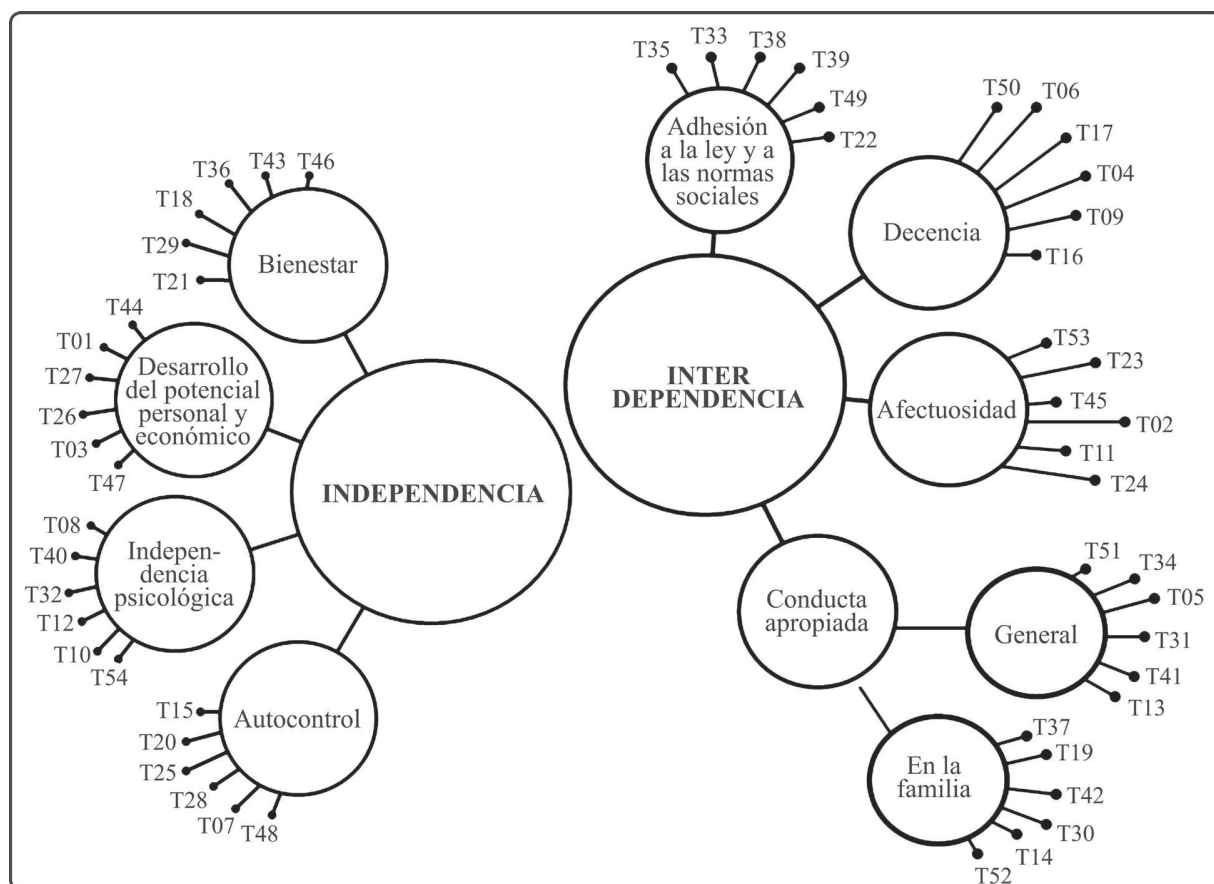 T46
T43
T36
T18
T29
T21
Bienestar
T44
T01
T27
T26
T03
T47
Desarrollo
del potencial
personal y
económico
INDEPENDENCIA
T08
T40
T32
T12
T10
T54
Indepen-
dencia
psicológica
T15
T20
T25
T28
T07
T48
Autocontrol
T35
T33
T38
T39
T49
T22
Adhesión
a la ley y a
las normas
sociales
T50
T06
T17
T04
T09
T16
Decencia
INTER
DEPENDENCIA
T53
T23
T45
T02
T11
T24
Afectuosidad
Conducta
apropiada
T51
T34
T05
T31
T41
T13
General
T37
T19
T42
T30
T14
T52
En la
familia